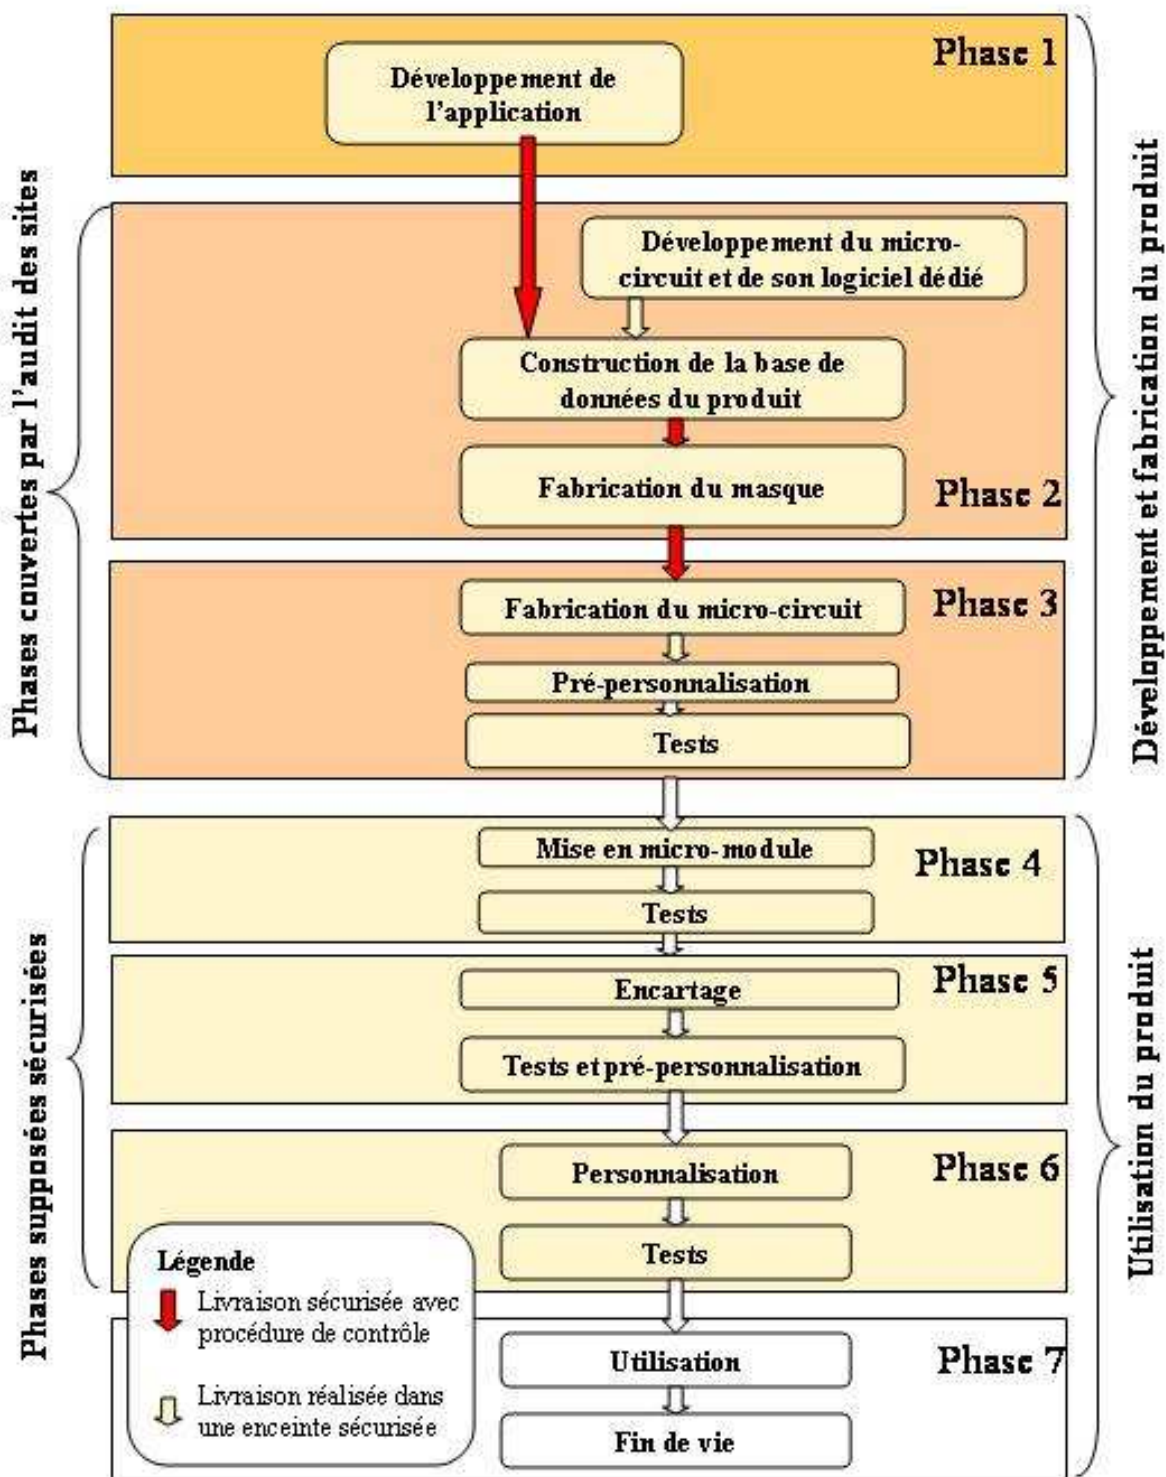 Phase 1
Développement de
l'application
Phases couvertes par l'audit des sites
Développement et fabrication du produit
Développement du micro-
circuit et de son logiciel dédié
Construction de la base de
données du produit
Fabrication du masque
Phase 2
Fabrication du micro-circuit
Phase 3
Pré-personnalisation
Tests
Mise en micro-module
Phase 4
Tests
Phases supposées sécurisées
Utilisation du produit
Phase 5
Encartage
Tests et pré-personnalisation
Phase 6
Personnalisation
Tests
Légende
Livraison sécurisée avec
procédure de contrôle
Livraison réalisée dans
une enceinte sécurisée
Phase 7
Utilisation
Fin de vie